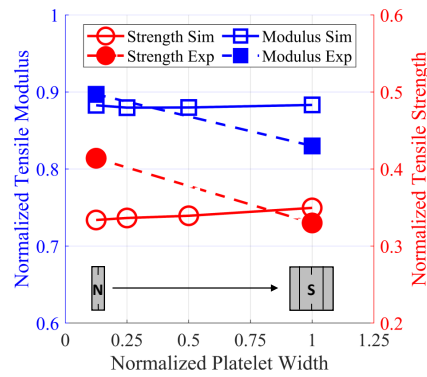 Strength Sim
Modulus Sim
Strength Exp
Modulus Exp
Normalized Tensile Modulus
1
0.9
0.8
0.7
0.6
0.6
0.5
0.4
0.3
0.2
Normalized Tensile Strength
N
S
0
0.25
0.5
0.75
1
1.25
Normalized Platelet Width